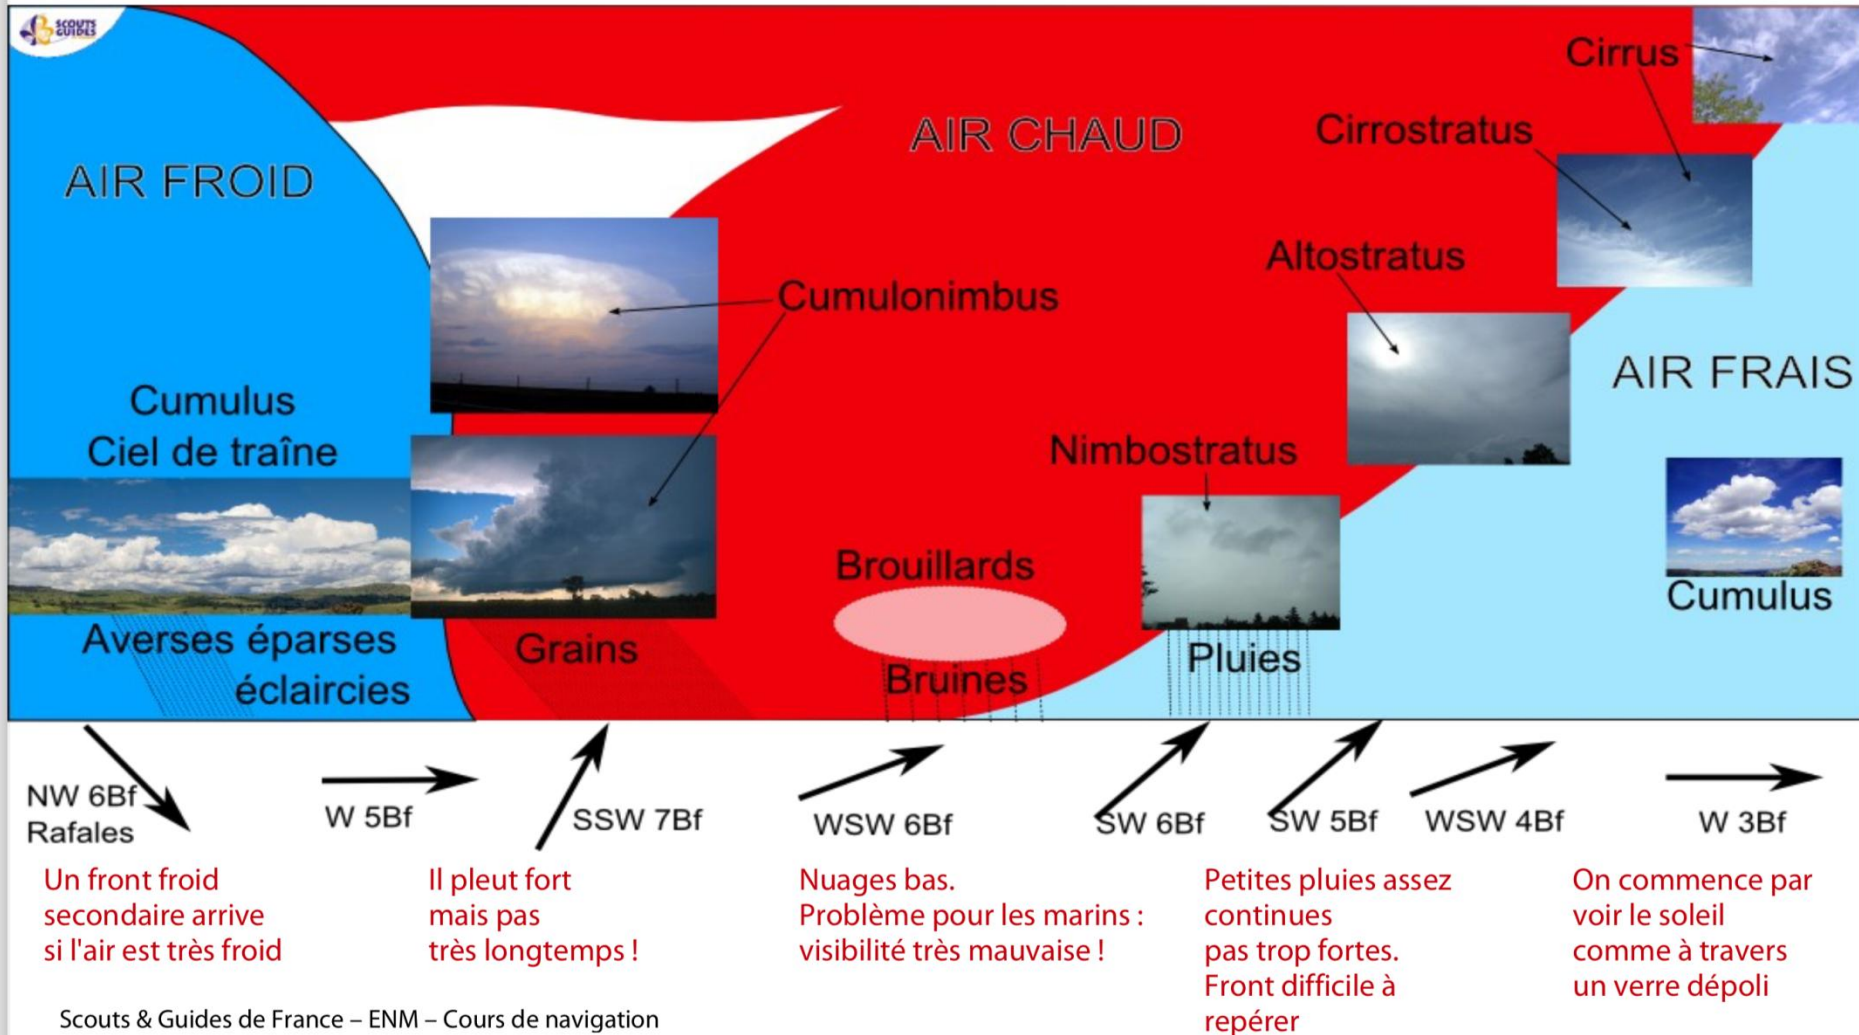 SCOUTS
GUIDES
Cirrus
Cirrostratus
AIR CHAUD
AIR FROID
Altostratus
Cumulonimbus
AIR FRAIS
Cumulus
Ciel de traîne
Nimbostratus
Brouillards
Cumulus
Averses éparses
éclaircies
Grains
Bruines
Pluies
NW 6Bf
Rafales
W 5Bf
SSW 7Bf
WSW 6Bf
SW 6Bf
SW 5Bf
WSW 4Bf
W 3Bf
Un front froid
secondaire arrive
si l'air est très froid
Il pleut fort
mais pas
très longtemps !
Nuages bas.
Problème pour les marins :
visibilité très mauvaise !
Petites pluies assez
continues
pas trop fortes.
Front difficile à
repérer
On commence par
voir le soleil
comme à travers
un verre dépoli
Scouts & Guides de France – ENM – Cours de navigation